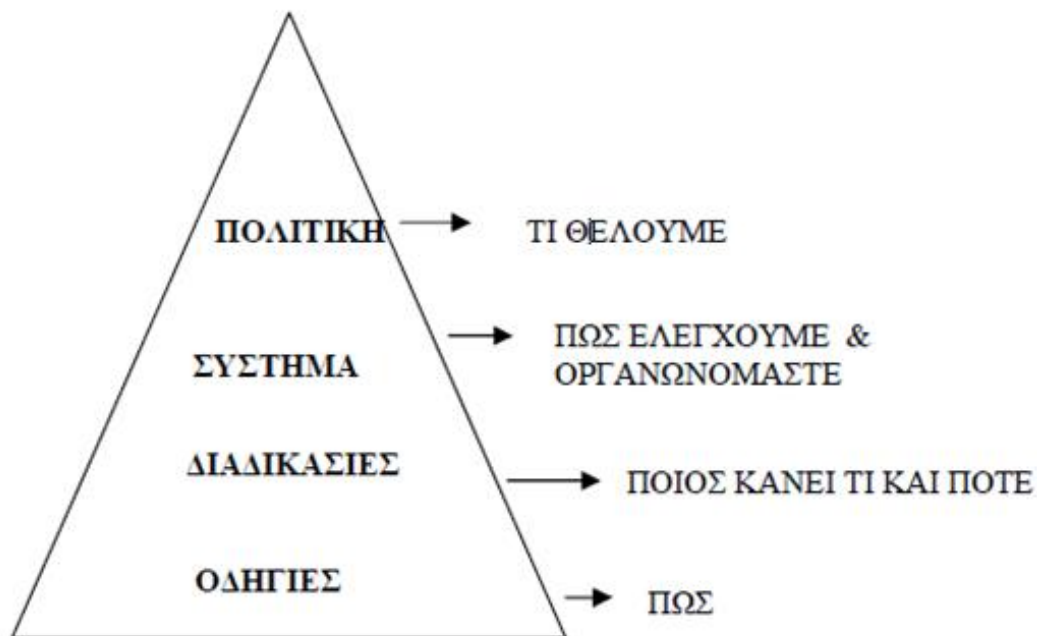 ΠΟΛΙΤΙΚΗ
ΤΙ ΘΕΛΟΥΜΕ
ΣΥΣΤΗΜΑ
ΠΩΣ ΕΛΕΓΧΟΥΜΕ &
ΟΡΓΑΝΩΝΟΜΑΣΤΕ
ΔΙΑΔΙΚΑΣΙΕΣ
ΠΟΙΟΣ ΚΑΝΕΙ ΤΙ ΚΑΙ ΠΟΤΕ
ΟΔΗΓΙΕΣ
ΠΩΣ